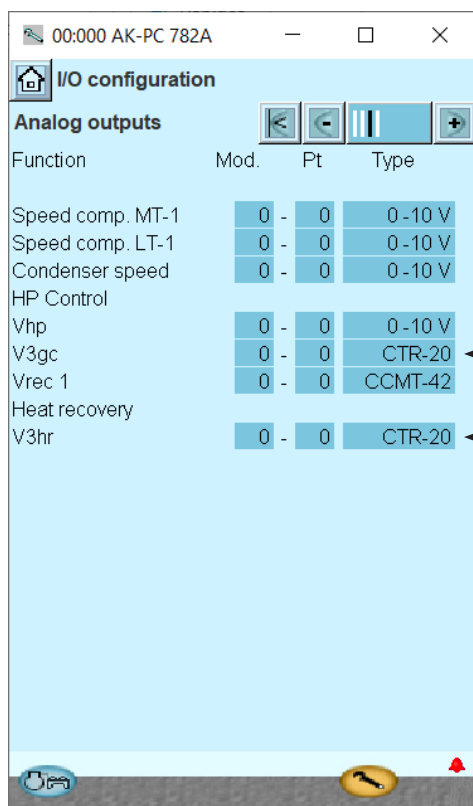 00:000 AK-PC 782A
I/O configuration
Analog outputs
Function Mod. Pt Type
Speed comp. MT-1 0 - 0 0 -10 V
Speed comp. LT-1 0 - 0 0 -10 V
Condenser speed 0 - 0 0 -10 V
HP Control
Vhp 0 - 0 0 -10 V
V3gc 0 - 0 CTR-20
Vrec 1 0 - 0 CCMT-42
Heat recovery
V3hr 0 - 0 CTR-20